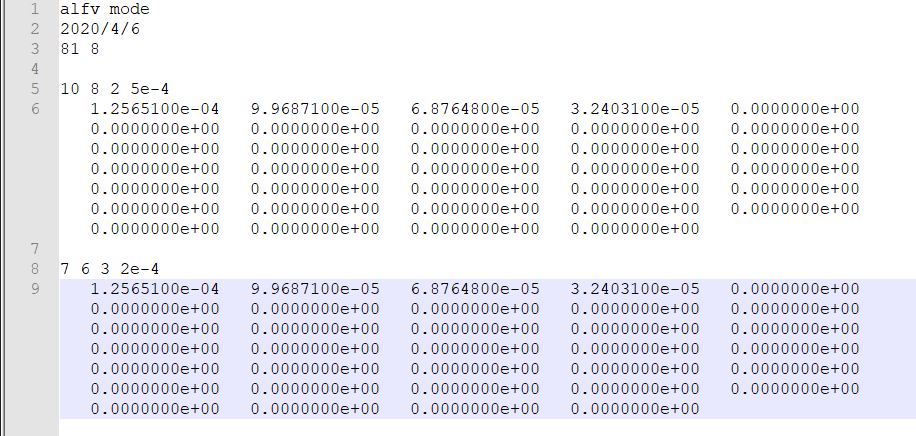 1 alfv mode
2 2020/4/6
3 81 8
4
5 10 8 2 5e-4
6 1.2565100e-04 9.9687100e-05 6.8764800e-05 3.2403100e-05 0.0000000e+00
0.0000000e+00 0.0000000e+00 0.0000000e+00 0.0000000e+00 0.0000000e+00
0.0000000e+00 0.0000000e+00 0.0000000e+00 0.0000000e+00 0.0000000e+00
0.0000000e+00 0.0000000e+00 0.0000000e+00 0.0000000e+00 0.0000000e+00
0.0000000e+00 0.0000000e+00 0.0000000e+00 0.0000000e+00 0.0000000e+00
0.0000000e+00 0.0000000e+00 0.0000000e+00 0.0000000e+00 0.0000000e+00
0.0000000e+00 0.0000000e+00 0.0000000e+00 0.0000000e+00
7
8 7 6 3 2e-4
9 1.2565100e-04 9.9687100e-05 6.8764800e-05 3.2403100e-05 0.0000000e+00
0.0000000e+00 0.0000000e+00 0.0000000e+00 0.0000000e+00 0.0000000e+00
0.0000000e+00 0.0000000e+00 0.0000000e+00 0.0000000e+00 0.0000000e+00
0.0000000e+00 0.0000000e+00 0.0000000e+00 0.0000000e+00 0.0000000e+00
0.0000000e+00 0.0000000e+00 0.0000000e+00 0.0000000e+00 0.0000000e+00
0.0000000e+00 0.0000000e+00 0.0000000e+00 0.0000000e+00 0.0000000e+00
0.0000000e+00 0.0000000e+00 0.0000000e+00 0.0000000e+00